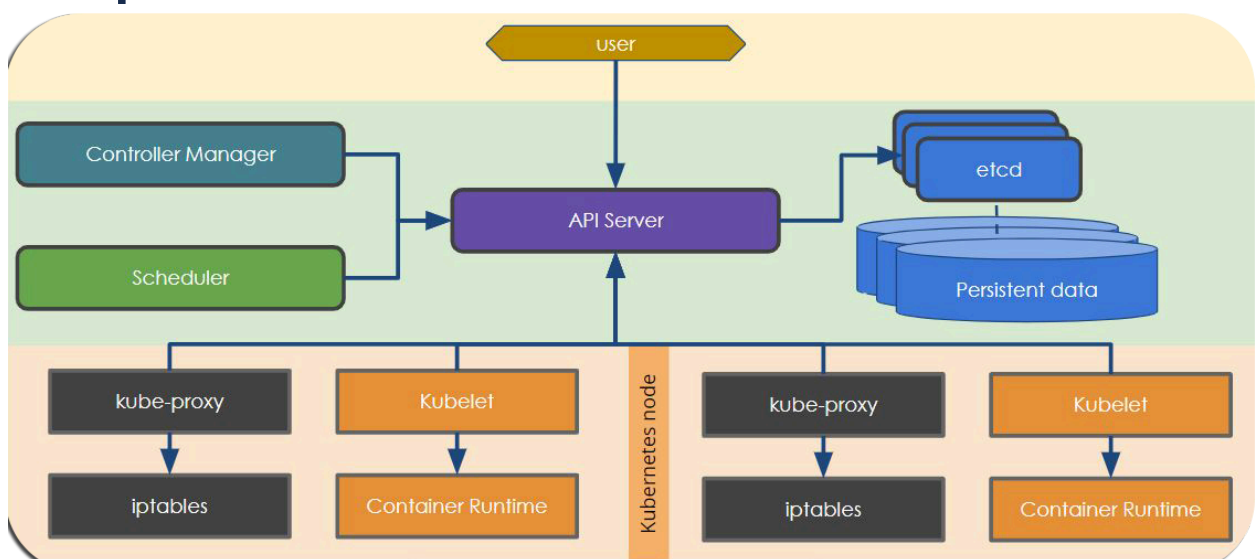 user
Controller Manager
API Server
etcd
Scheduler
Persistent data
kube-proxy
Kubelet
Kubernetes node
kube-proxy
Kubelet
iptables
Container Runtime
iptables
Container Runtime